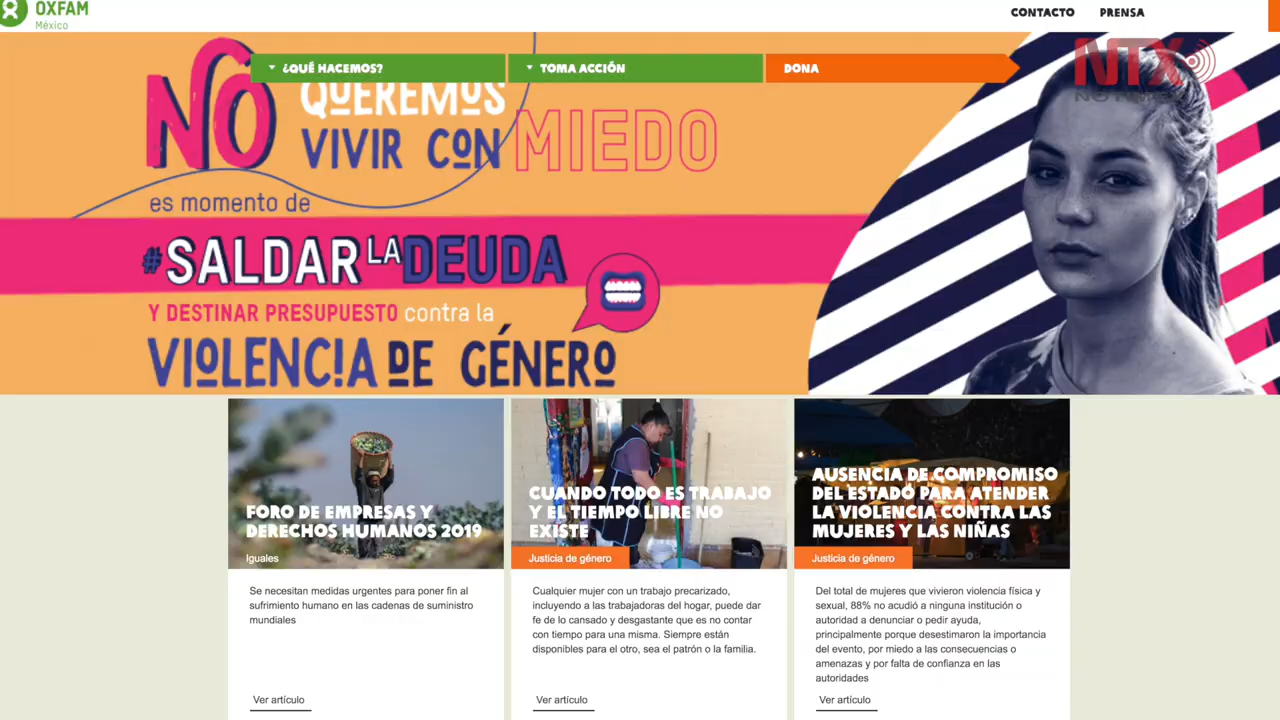 OXFAM
México
CONTACTO PRENSA
¿QUÉ HACEMOS? TOMA ACCIÓN DONA
NTX
NO QUEREMOS
VIVIR CON MIEDO
es momento de
#SALDAR LA DEUDA
Y DESTINAR PRESUPUESTO contra la
VIOLENCIA DE GÉNERO
FORO DE EMPRESAS Y
DERECHOS HUMANOS 2019
Iguales
Se necesitan medidas urgentes para poner fin al
sufrimiento humano en las cadenas de suministro
mundiales
Ver artículo
CUANDO TODO ES TRABAJO
Y EL TIEMPO LIBRE NO
EXISTE
Justicia de género
Cualquier mujer con un trabajo precarizado,
incluyendo a las trabajadoras del hogar, puede dar
fe de lo cansado y desgastante que es no contar
con tiempo para una misma. Siempre están
disponibles para el otro, sea el patrón o la familia.
Ver artículo
AUSENCIA DE COMPROMISO
DEL ESTADO PARA ATENDER
LA VIOLENCIA CONTRA LAS
MUJERES Y LAS NIÑAS
Justicia de género
Del total de mujeres que vivieron violencia física y
sexual, 88% no acudió a ninguna institución o
autoridad a denunciar o pedir ayuda,
principalmente porque desestimaron la importancia
del evento, por miedo a las consecuencias o
amenazas y por falta de confianza en las
autoridades
Ver artículo